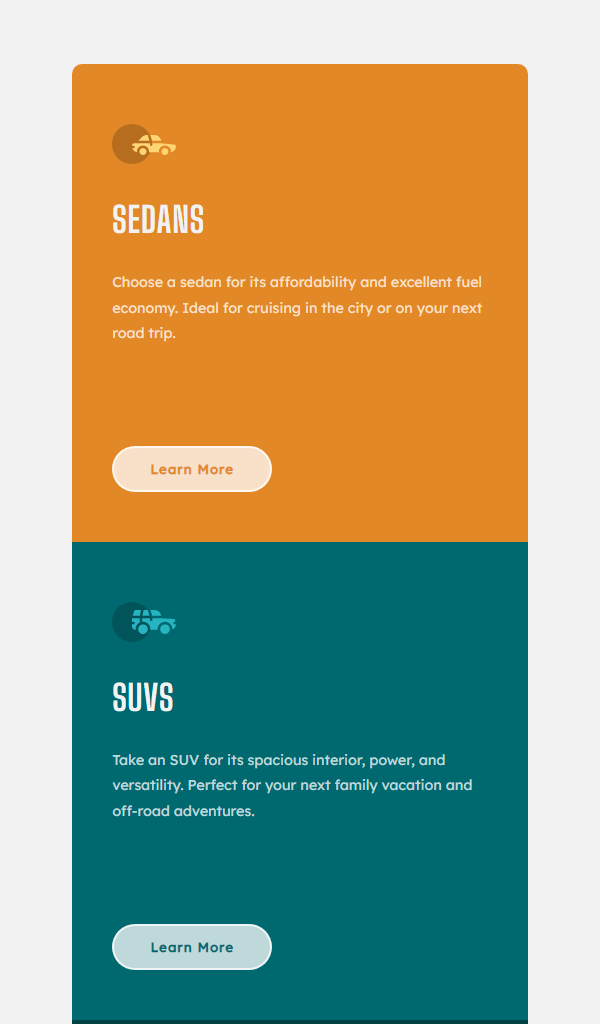 SEDANS
Choose a sedan for its affordability and excellent fuel
economy. Ideal for cruising in the city or on your next
road trip.
Learn More
SUVS
Take an SUV for its spacious interior, power, and
versatility. Perfect for your next family vacation and
off-road adventures.
Learn More